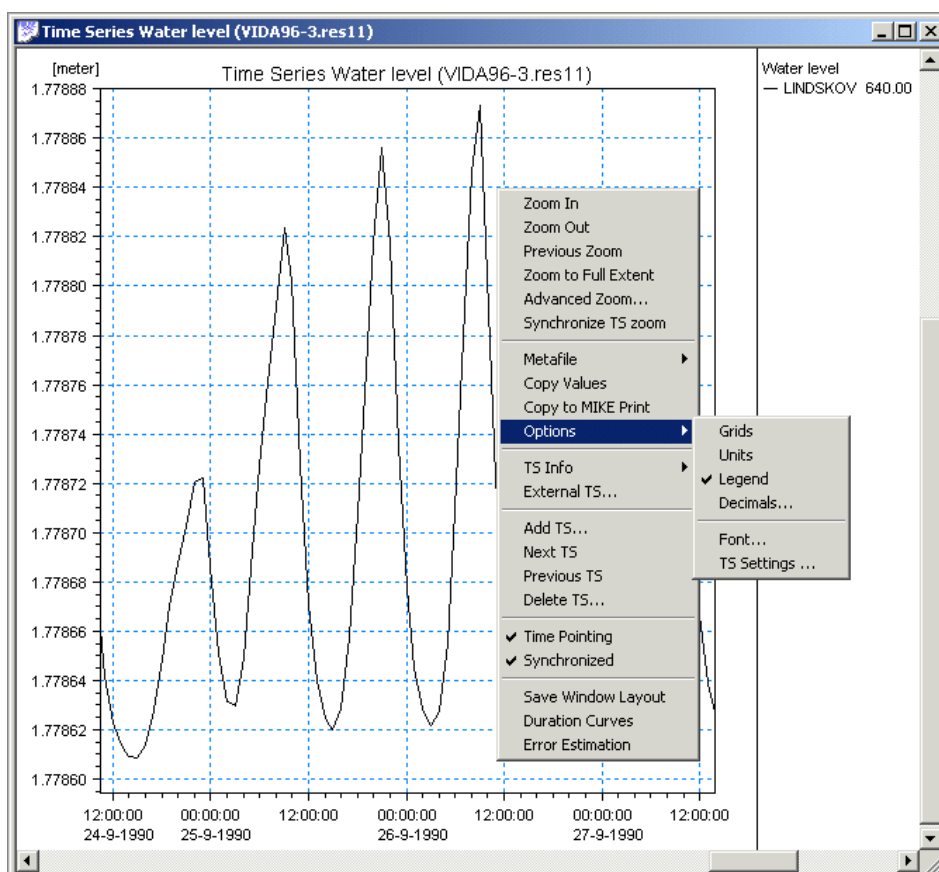 Time Series Water level (VIDA96-3.res11)
[meter]
Time Series Water level (VIDA96-3.res11)
1.77888
1.77886
1.77884
1.77882
1.77880
1.77878
1.77876
1.77874
1.77872
1.77870
1.77868
1.77866
1.77864
1.77862
1.77860
12:00:00 00:00:00 12:00:00 00:00:00 12:00:00 00:00:00 12:00:00
24-9-1990 25-9-1990 26-9-1990 27-9-1990
Water level
LINDSKOV 640.00
Zoom In
Zoom Out
Previous Zoom
Zoom to Full Extent
Advanced Zoom...
Synchronize TS zoom
Metafile
Copy Values
Copy to MIKE Print
Options
TS Info
External TS...
Add TS...
Next TS
Previous TS
Delete TS...
Time Pointing
Synchronized
Save Window Layout
Duration Curves
Error Estimation
Grids
Units
Legend
Decimals...
Font...
TS Settings ...